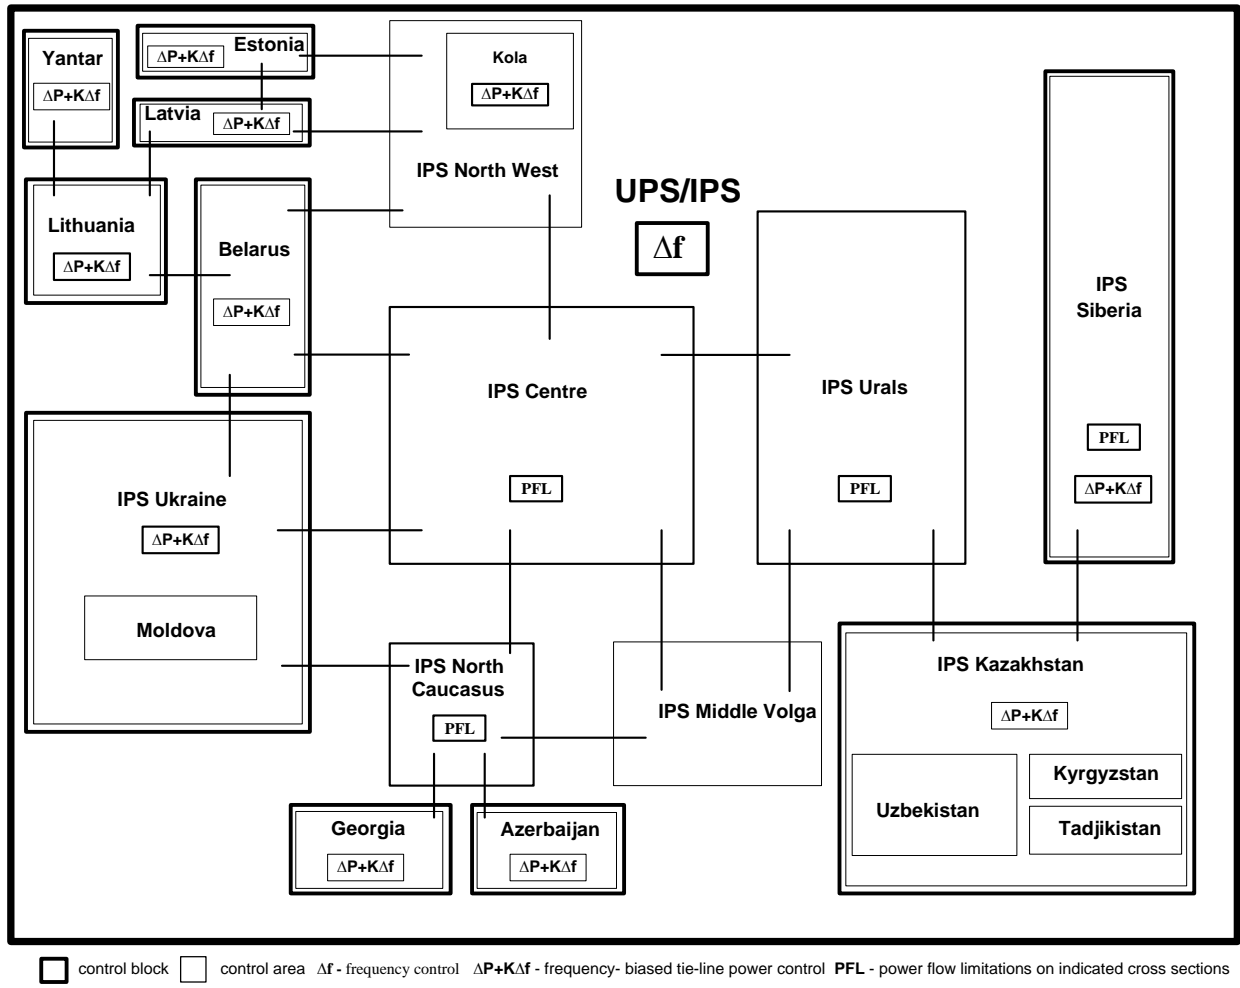 Yantar
ΔP+KΔf
Estonia
ΔP+KΔf
Latvia
ΔP+KΔf
Kola
ΔP+KΔf
IPS North West
UPS/IPS
Δf
Lithuania
ΔP+KΔf
Belarus
ΔP+KΔf
IPS Centre
PFL
IPS Urals
PFL
IPS
Siberia
PFL
ΔP+KΔf
IPS Ukraine
ΔP+KΔf
Moldova
IPS North
Caucasus
PFL
IPS Middle Volga
IPS Kazakhstan
ΔP+KΔf
Uzbekistan
Kyrgyzstan
Tadjikistan
Georgia
ΔP+KΔf
Azerbaijan
ΔP+KΔf
control block control area Δf - frequency control ΔP+KΔf - frequency- biased tie-line power control PFL - power flow limitations on indicated cross sections